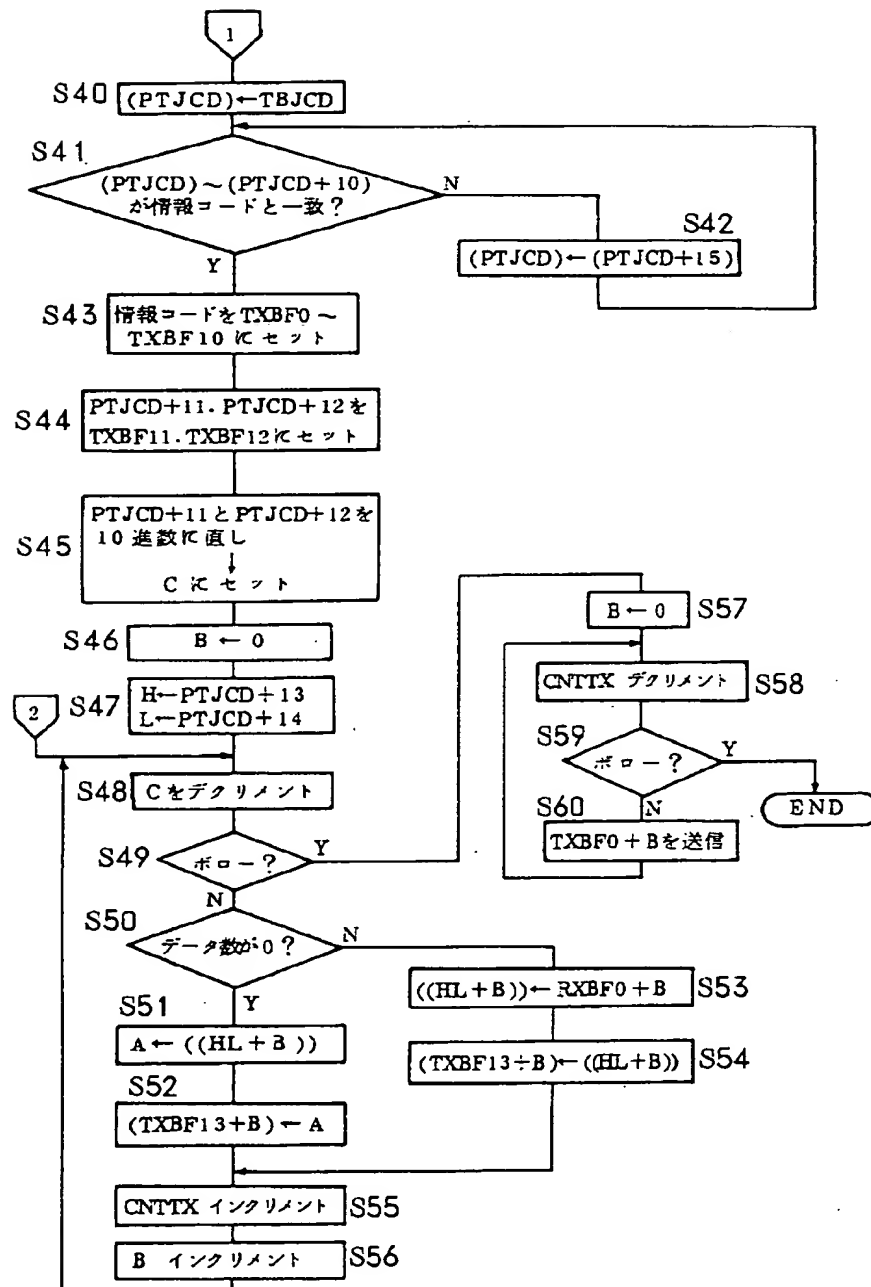 1
S40
(PTJCD)←TBJCD
S41
(PTJCD)～(PTJCD+10)
が情報コードと一致?
N
Y
S42
(PTJCD)←(PTJCD+15)
S43
情報コードをTXBF0～
TXBF10にセット
S44
PTJCD+11.PTJCD+12を
TXBF11.TXBF12にセット
S45
PTJCD+11とPTJCD+12を
10進数に直し
↓
Cにセット
S46
B←0
S47
H←PTJCD+13
L←PTJCD+14
2
S48
Cをデクリメント
S49
ボロー?
Y
N
S50
データ数が0?
N
Y
S51
A←((HL+B))
S52
(TXBF13+B)←A
((HL+B))←RXBF0+B
S53
(TXBF13+B)←((HL+B))
S54
CNTTX インクリメント
S55
B インクリメント
S56
B←0
S57
CNTTX デクリメント
S58
S59
ボロー?
Y
END
S60
N
TXBF0+Bを送信